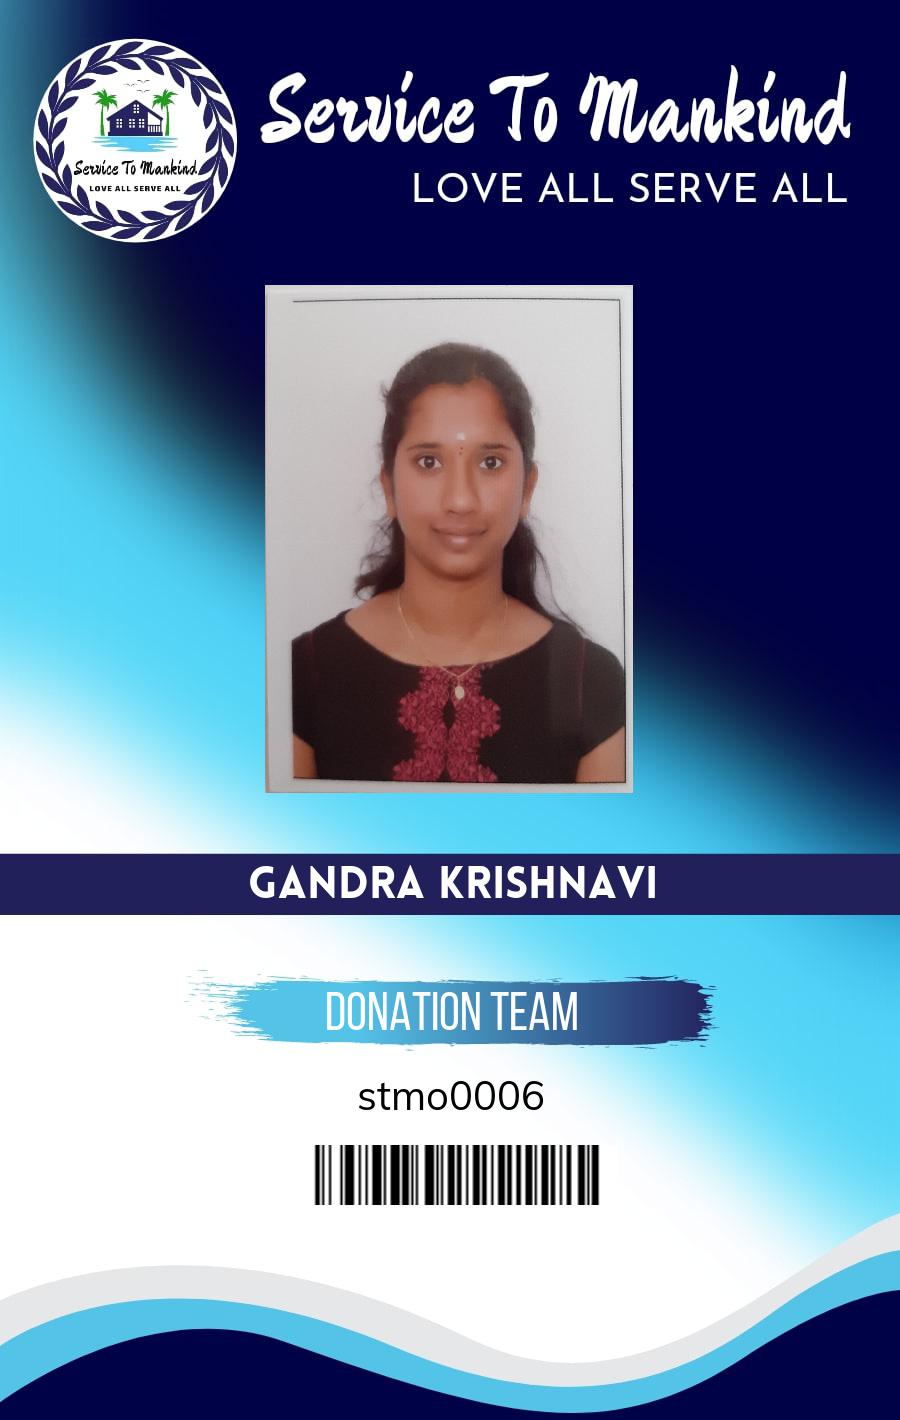 Service To Mankind
LOVE ALL SERVE ALL
Service To Mankind
LOVE ALL SERVE ALL
GANDRA KRISHNAVI
DONATION TEAM
stmo0006